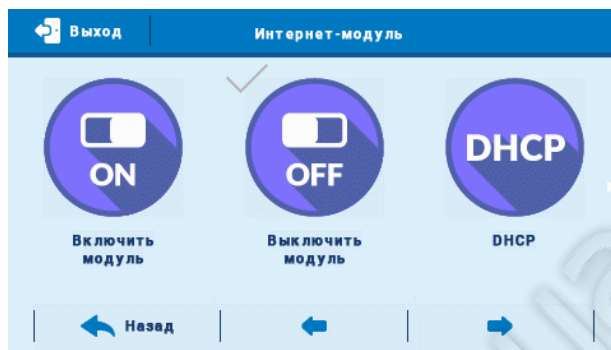 Выход
Интернет-модуль
ON
OFF
DHCP
Включить
модуль
Выключить
модуль
DHCP
Назад